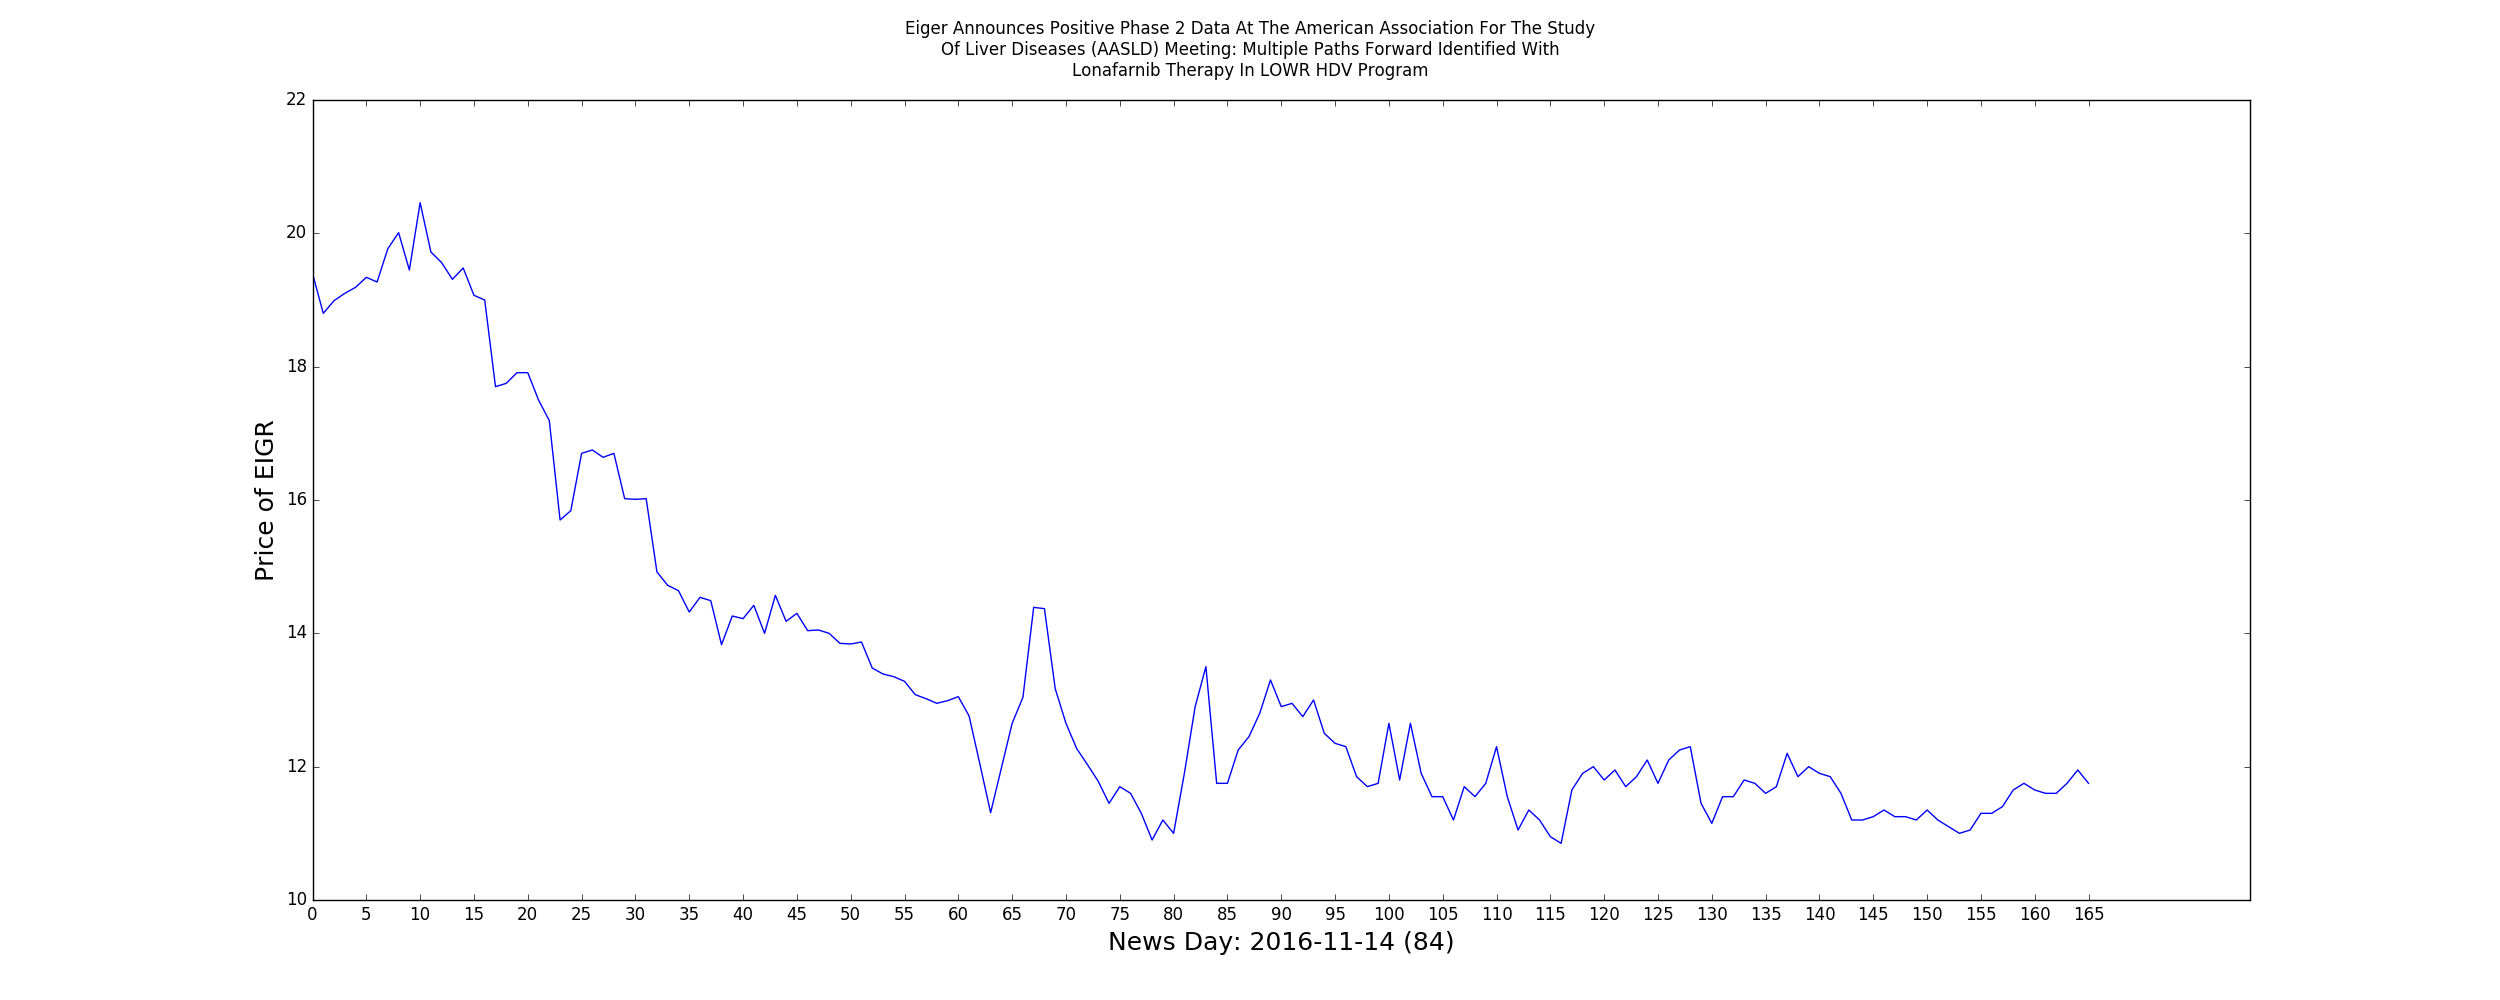 Eiger Announces Positive Phase 2 Data At The American Association For The Study
Of Liver Diseases (AASLD) Meeting: Multiple Paths Forward Identified With
Lonafarnib Therapy In LOWR HDV Program
22
20
18
16
14
12
10
Price of EIGR
0 5 10 15 20 25 30 35 40 45 50 55 60 65 70 75 80 85 90 95 100 105 110 115 120 125 130 135 140 145 150 155 160 165
News Day: 2016-11-14 (84)